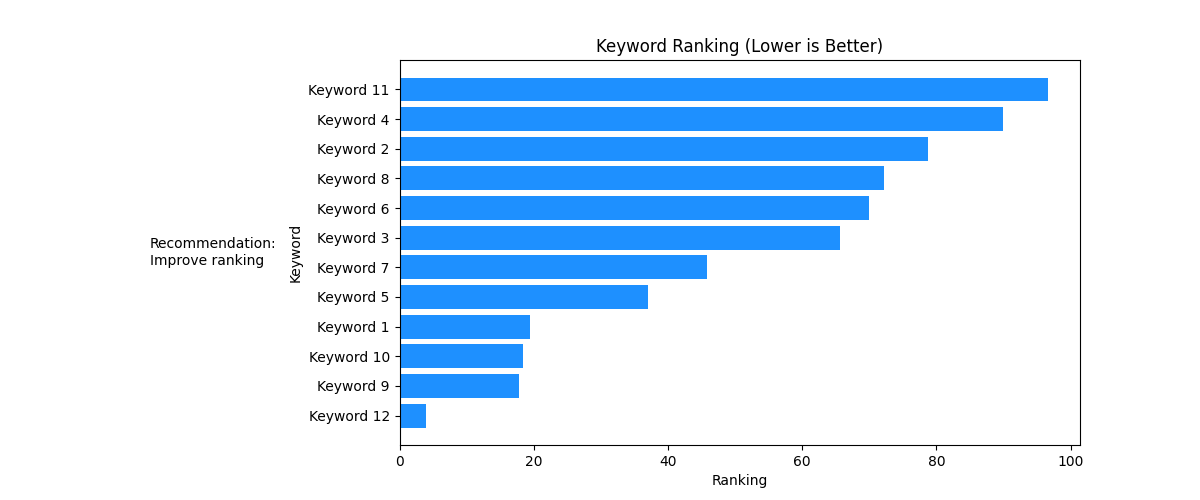 Keyword Ranking (Lower is Better)
Keyword 11
Keyword 4
Keyword 2
Keyword 8
Keyword 6
Keyword 3
Keyword 7
Keyword 5
Keyword 1
Keyword 10
Keyword 9
Keyword 12
Keyword
Recommendation:
Improve ranking
0 20 40 60 80 100
Ranking